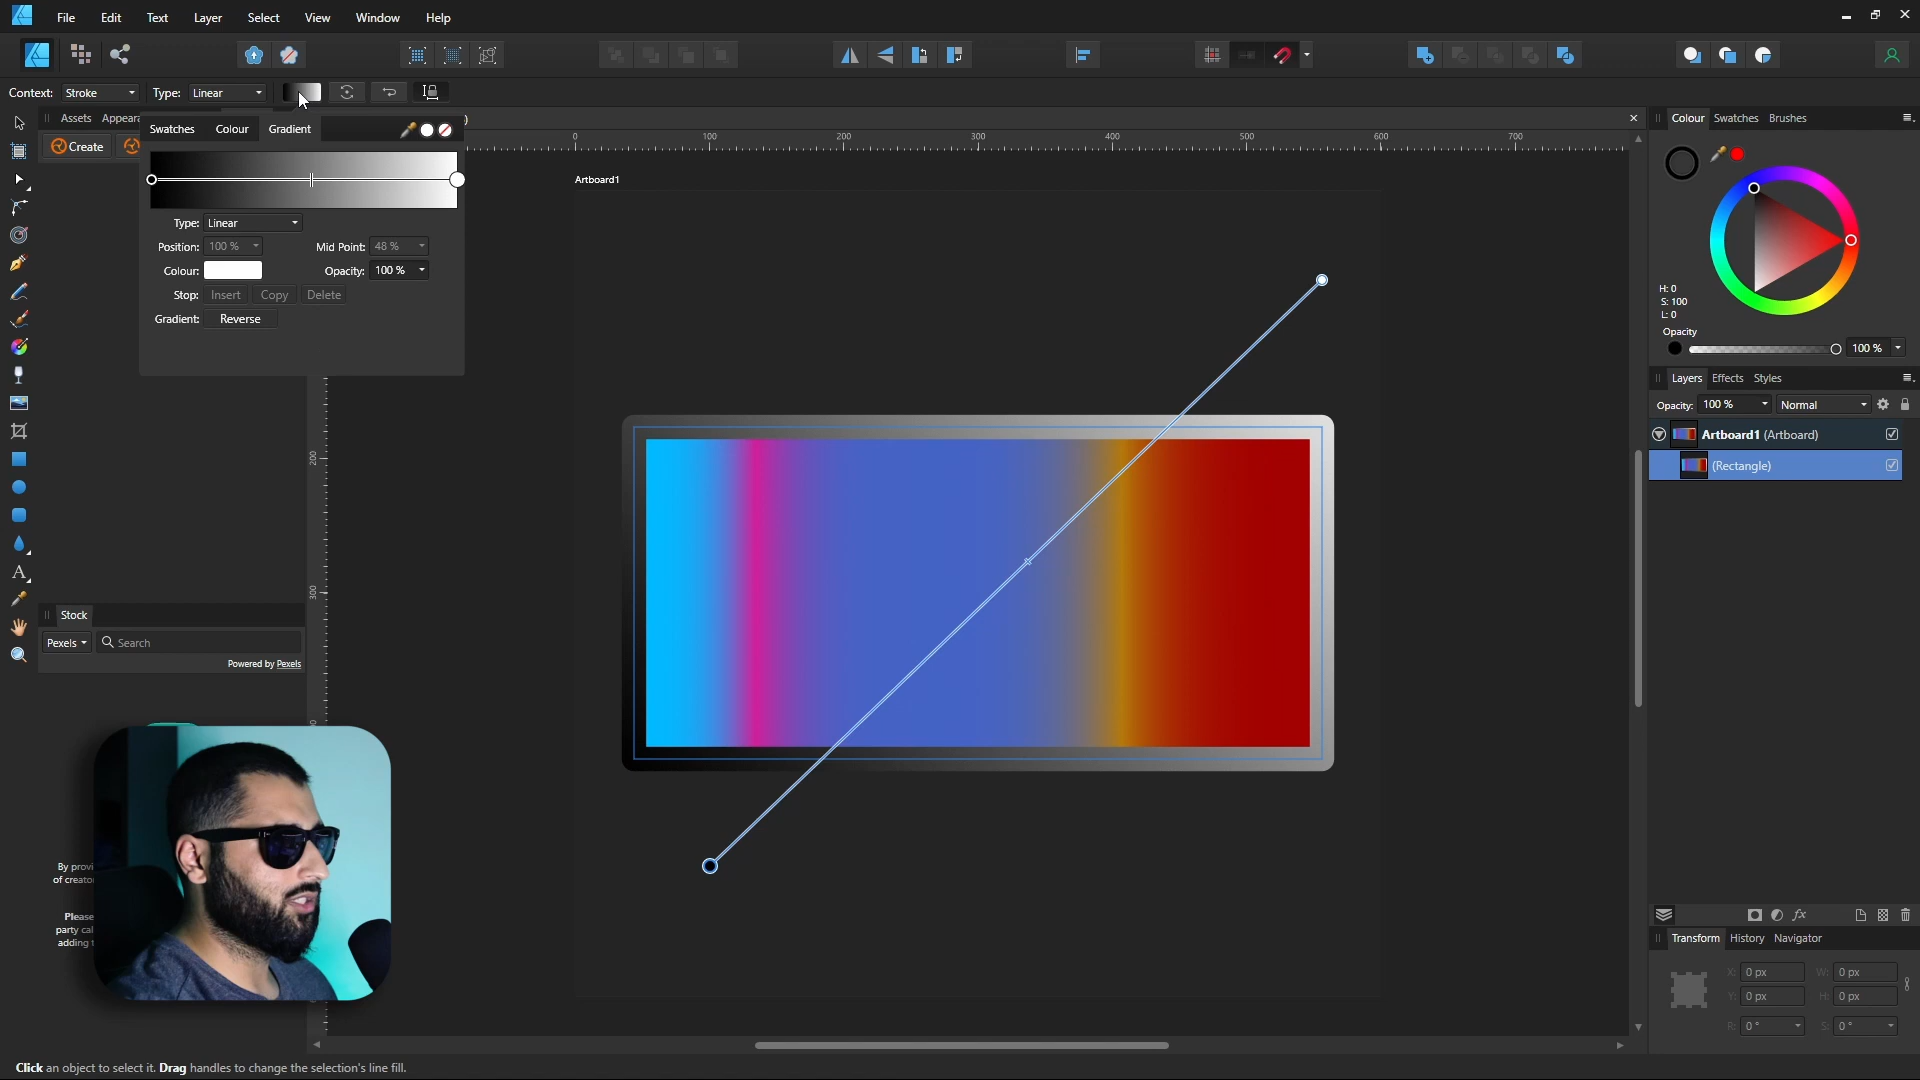 File Edit Text Layer Select View Window Help
Context: Stroke Type: Linear
Assets Appeara
Create
Swatches Colour Gradient
Type: Linear
Position: 100 % Mid Point: 48 %
Colour: Opacity: 100 %
Stop: Insert Copy Delete
Gradient: Reverse
0 100 200 300 400 500 600 700
Artboard1
200
300
Stock
Pexels Search
Powered by Pexels
By provi
of creato
Please
party cal
adding t
Colour Swatches Brushes
H: 0
S: 100
L: 0
Opacity
100 %
Layers Effects Styles
Opacity: 100 % Normal
Artboard1 (Artboard)
(Rectangle)
fx
Transform History Navigator
X: 0 px W: 0 px
Y: 0 px H: 0 px
R: 0 ° S: 0 °
Click an object to select it. Drag handles to change the selection's line fill.